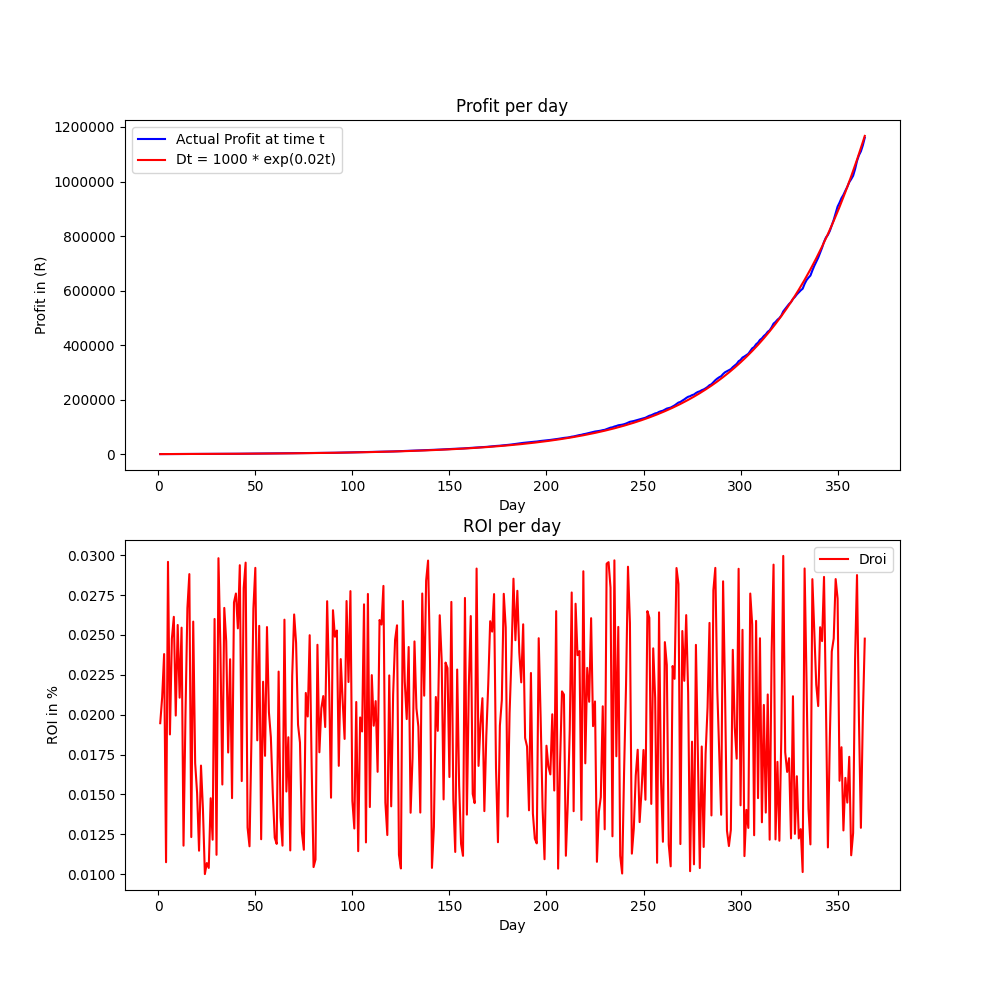 Profit per day
Actual Profit at time t
Dt = 1000 * exp(0.02t)
1200000
1000000
800000
600000
400000
200000
0
Profit in (R)
0 50 100 150 200 250 300 350
Day
ROI per day
Droi
0.0300
0.0275
0.0250
0.0225
0.0200
0.0175
0.0150
0.0125
0.0100
ROI in %
0 50 100 150 200 250 300 350
Day